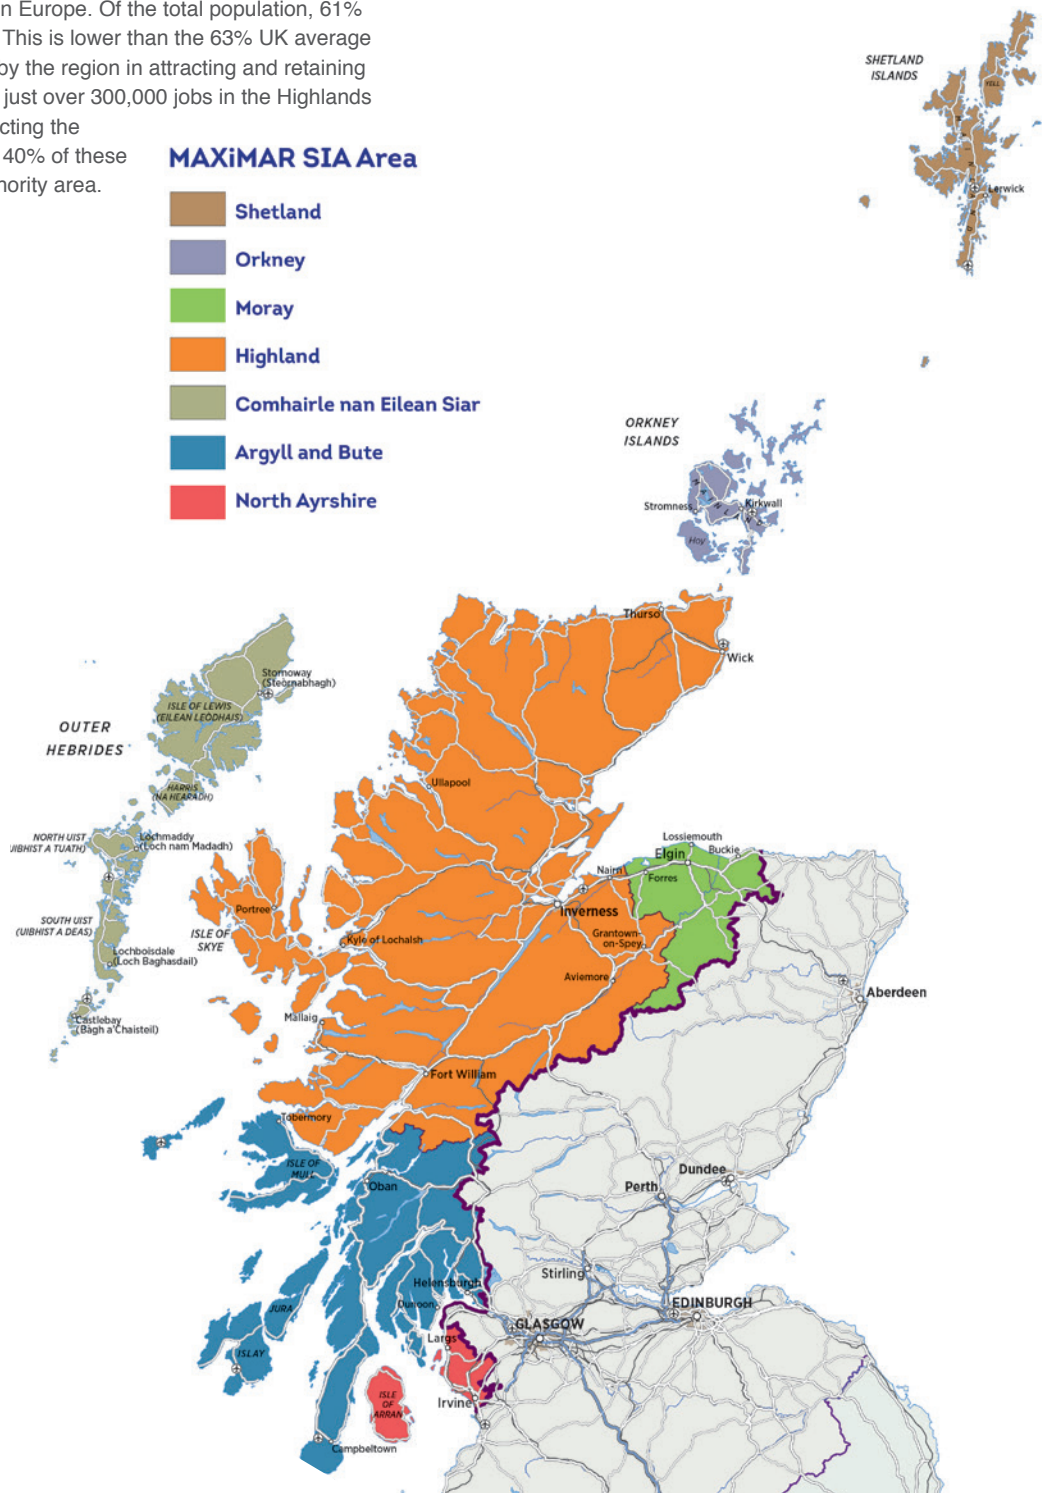 in Europe. Of the total population, 61%
This is lower than the 63% UK average
by the region in attracting and retaining
just over 300,000 jobs in the Highlands
cting the
40% of these
hority area.
MAXiMAR SIA Area
Shetland
Orkney
Moray
Highland
Comhairle nan Eilean Siar
Argyll and Bute
North Ayrshire
SHETLAND
ISLANDS
YELL
Lerwick
ORKNEY
ISLANDS
MAINLAND
Stromness
Kirkwall
Hoy
Thurso
Wick
Stornoway
(Steòrnabhagh)
ISLE OF LEWIS
(EILEAN LEÒDHAIS)
OUTER
HEBRIDES
HARRIS
(NA HEARADH)
Ullapool
NORTH UIST
UIBHIST A TUATH)
Lochmaddy
(Loch nam Madadh)
Lossiemouth
Elgin
Buckie
Nairn
Forres
Portree
Inverness
SOUTH UIST
(UIBHIST A DEAS)
ISLE OF
SKYE
Kyle of Lochalsh
Grantown-
on-Spey
Lochboisdale
(Loch Baghasdail)
Aviemore
Aberdeen
Castlebay
(Bàgh a'Chaisteil)
Mallaig
Fort William
Tobermory
ISLE OF
MULL
Oban
Dundee
Perth
Stirling
Helensburgh
Dunoon
JURA
EDINBURGH
GLASGOW
Largs
ISLAY
ISLE
OF
ARRAN
Irvine
Campbeltown